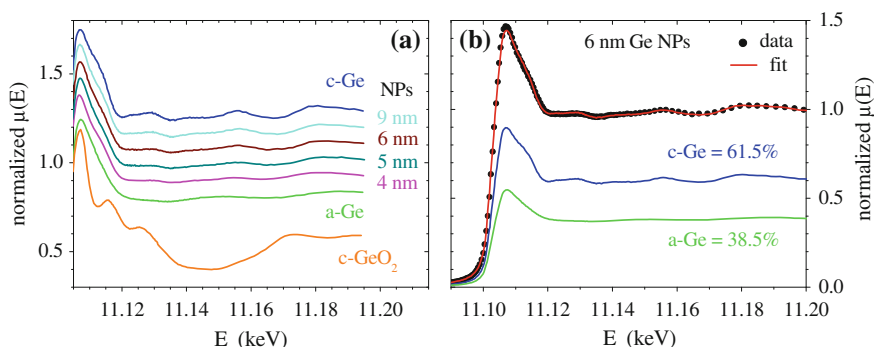 (a)
c-Ge
NPs
9 nm
6 nm
5 nm
4 nm
a-Ge
c-GeO₂
normalized μ(E)
1.5
1.0
0.5
11.12 11.14 11.16 11.18 11.20
E (keV)
(b)
6 nm Ge NPs
data
fit
c-Ge = 61.5%
a-Ge = 38.5%
1.5
1.0
0.5
0.0
normalized μ(E)
11.10 11.12 11.14 11.16 11.18 11.20
E (keV)